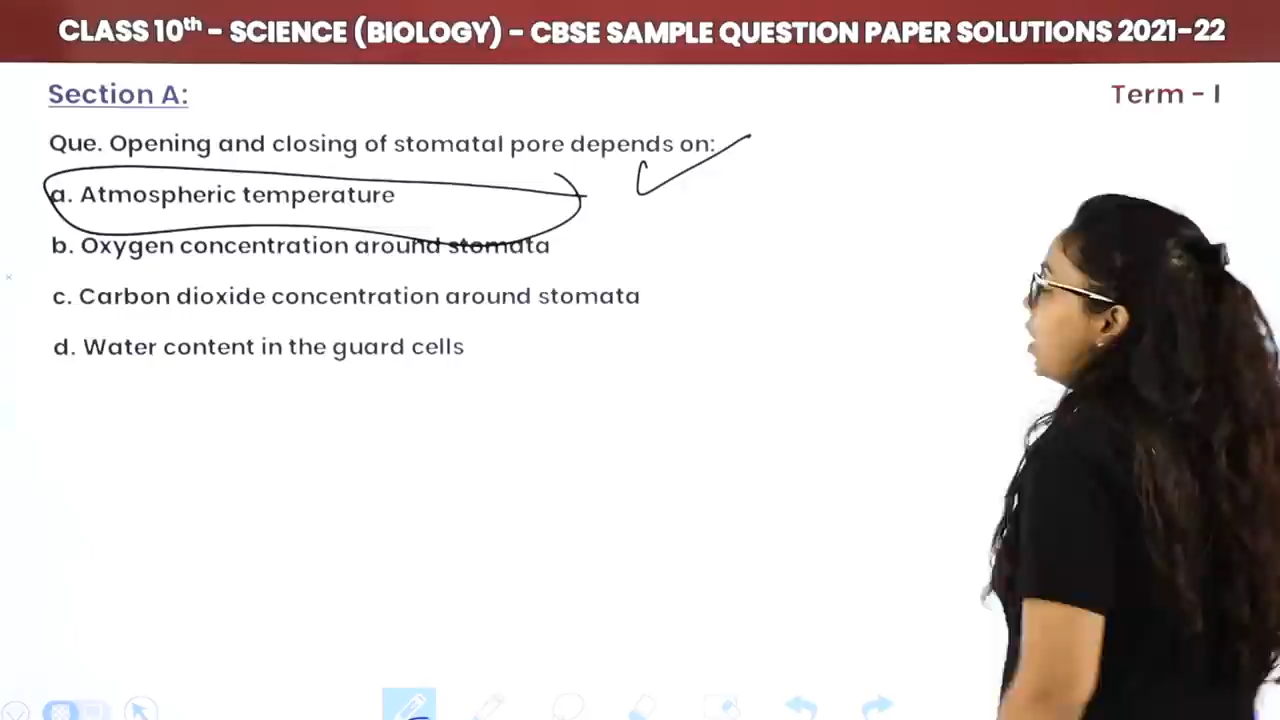 CLASS 10th - SCIENCE (BIOLOGY) - CBSE SAMPLE QUESTION PAPER SOLUTIONS 2021-22
Section A:
Term - I
Que. Opening and closing of stomatal pore depends on:
a. Atmospheric temperature
b. Oxygen concentration around stomata
c. Carbon dioxide concentration around stomata
d. Water content in the guard cells